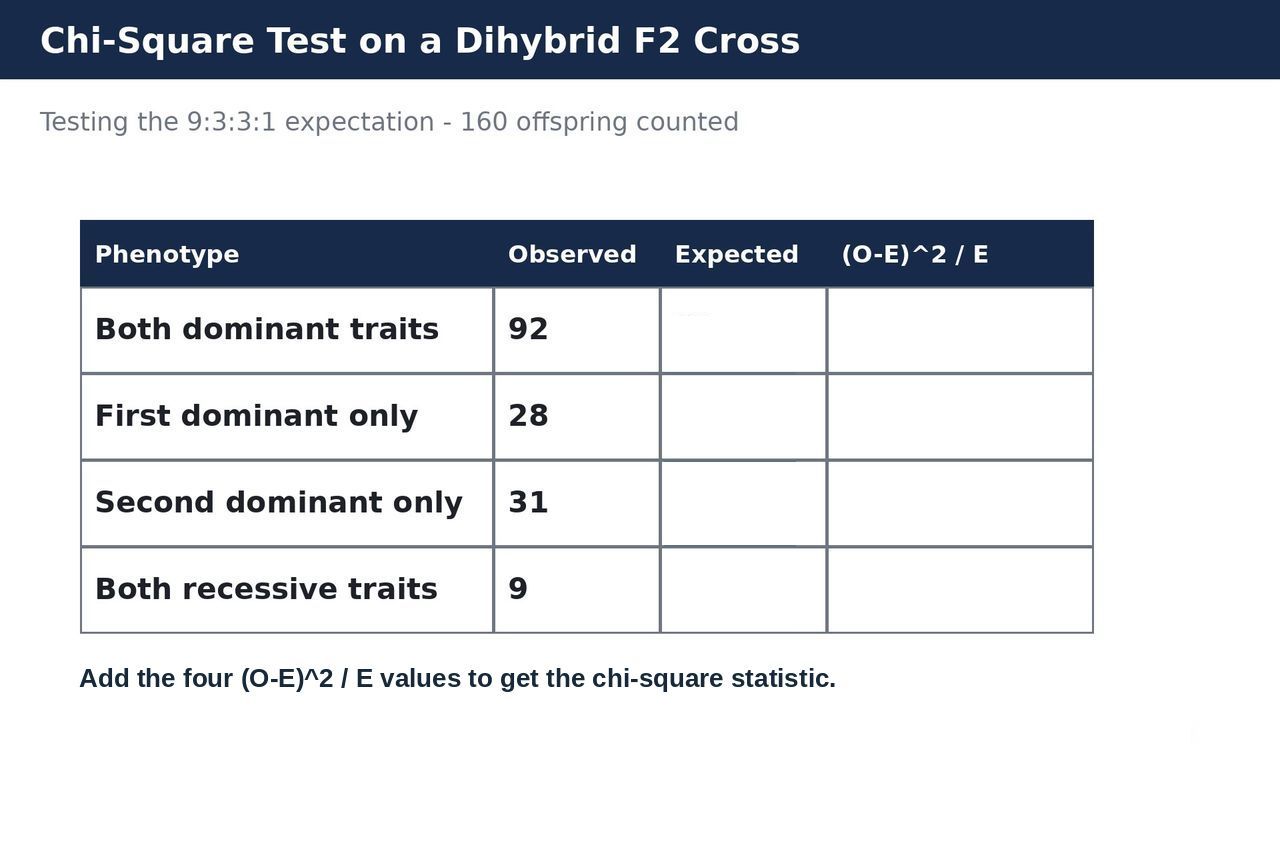 Chi-Square Test on a Dihybrid F2 Cross
Testing the 9:3:3:1 expectation - 160 offspring counted
Phenotype Observed Expected (O-E)^2 / E
Both dominant traits 92
First dominant only 28
Second dominant only 31
Both recessive traits 9
Add the four (O-E)^2 / E values to get the chi-square statistic.